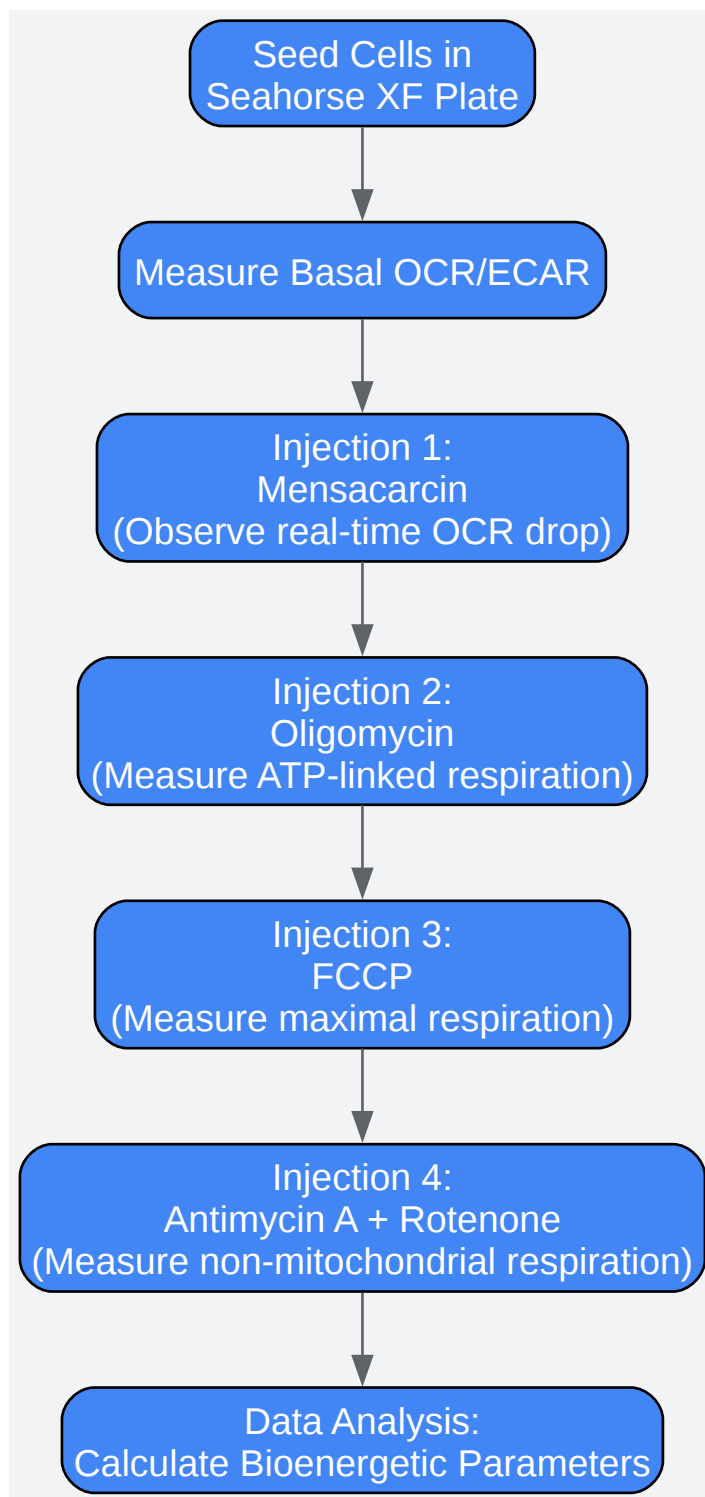 Seed Cells in
Seahorse XF Plate
Measure Basal OCR/ECAR
Injection 1:
Mensacarcin
(Observe real-time OCR drop)
Injection 2:
Oligomycin
(Measure ATP-linked respiration)
Injection 3:
FCCP
(Measure maximal respiration)
Injection 4:
Antimycin A + Rotenone
(Measure non-mitochondrial respiration)
Data Analysis:
Calculate Bioenergetic Parameters